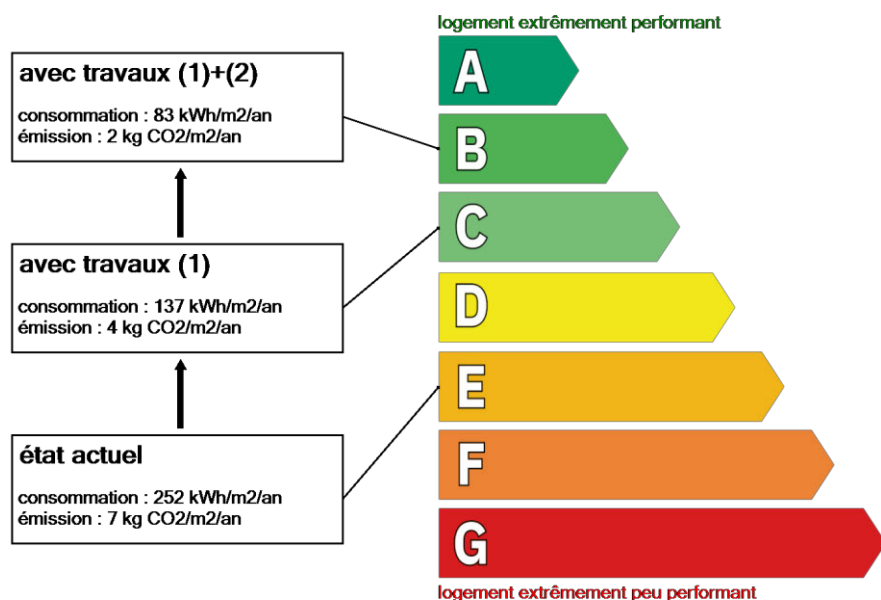 avec travaux (1)+(2)
consommation : 83 kWh/m2/an
émission : 2 kg CO2/m2/an
avec travaux (1)
consommation : 137 kWh/m2/an
émission : 4 kg CO2/m2/an
état actuel
consommation : 252 kWh/m2/an
émission : 7 kg CO2/m2/an
logement extrêmement performant
A
B
C
D
E
F
G
logement extrêmement peu performant